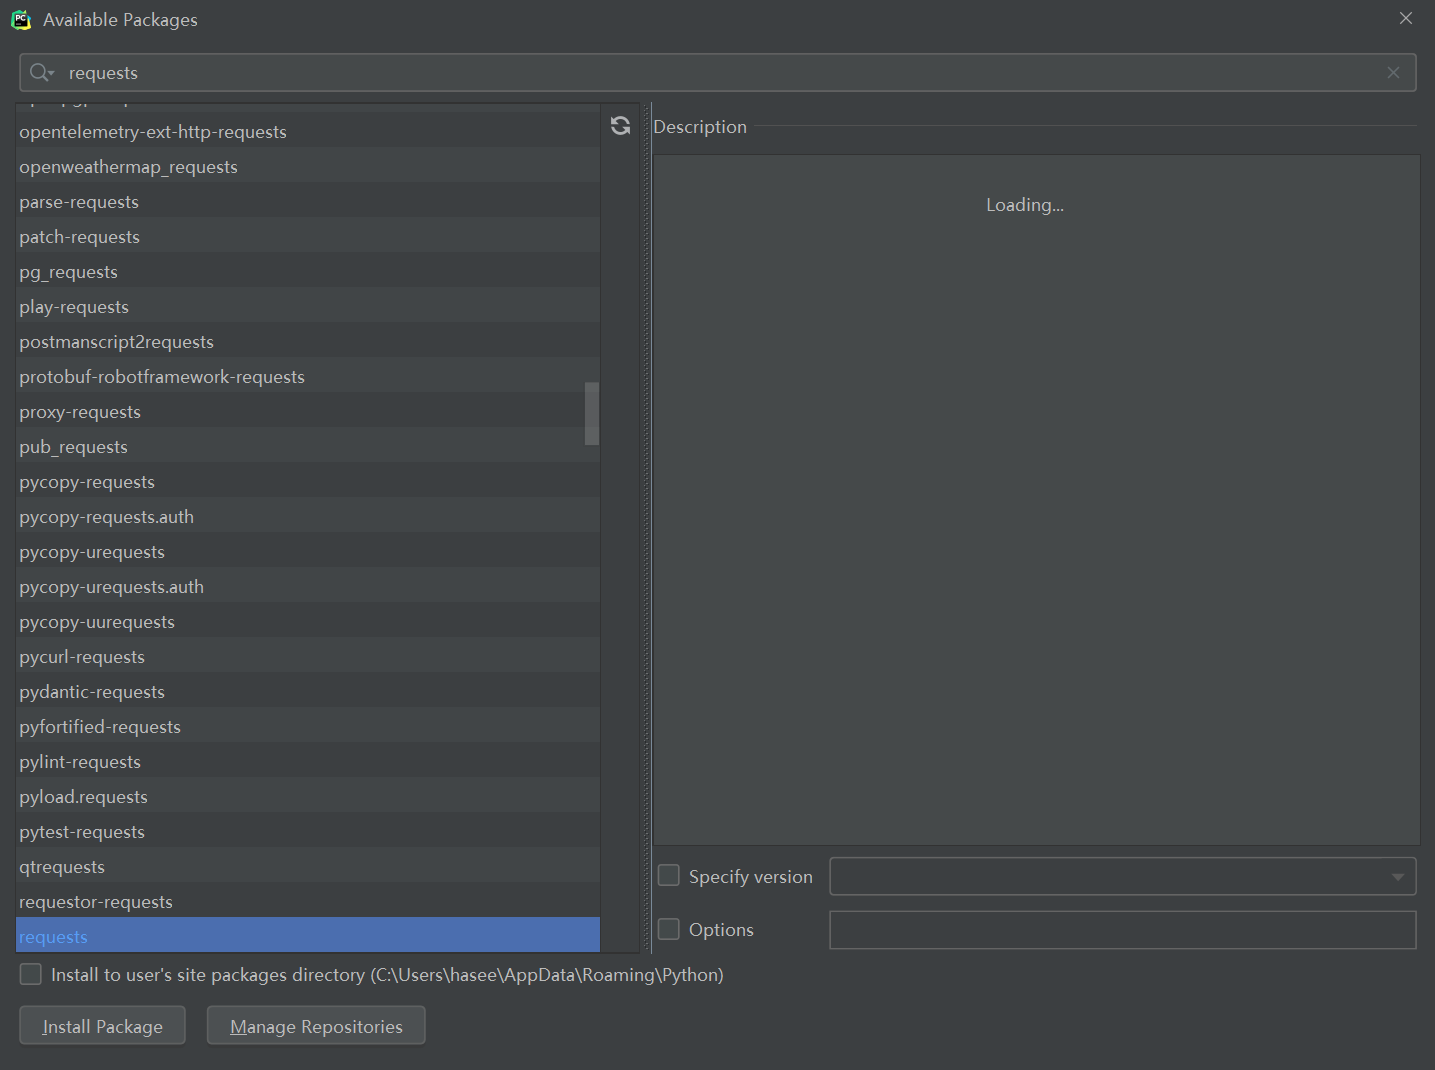 Available Packages
requests
opentelemetry-ext-http-requests
openweathermap_requests
parse-requests
patch-requests
pg_requests
play-requests
postmanscript2requests
protobuf-robotframework-requests
proxy-requests
pub_requests
pycopy-requests
pycopy-requests.auth
pycopy-urequests
pycopy-urequests.auth
pycopy-uurequests
pycurl-requests
pydantic-requests
pyfortified-requests
pylint-requests
pyload.requests
pytest-requests
qtrequests
requestor-requests
requests
Description
Loading...
Specify version
Options
Install to user's site packages directory (C:\Users\hasee\AppData\Roaming\Python)
Install Package
Manage Repositories